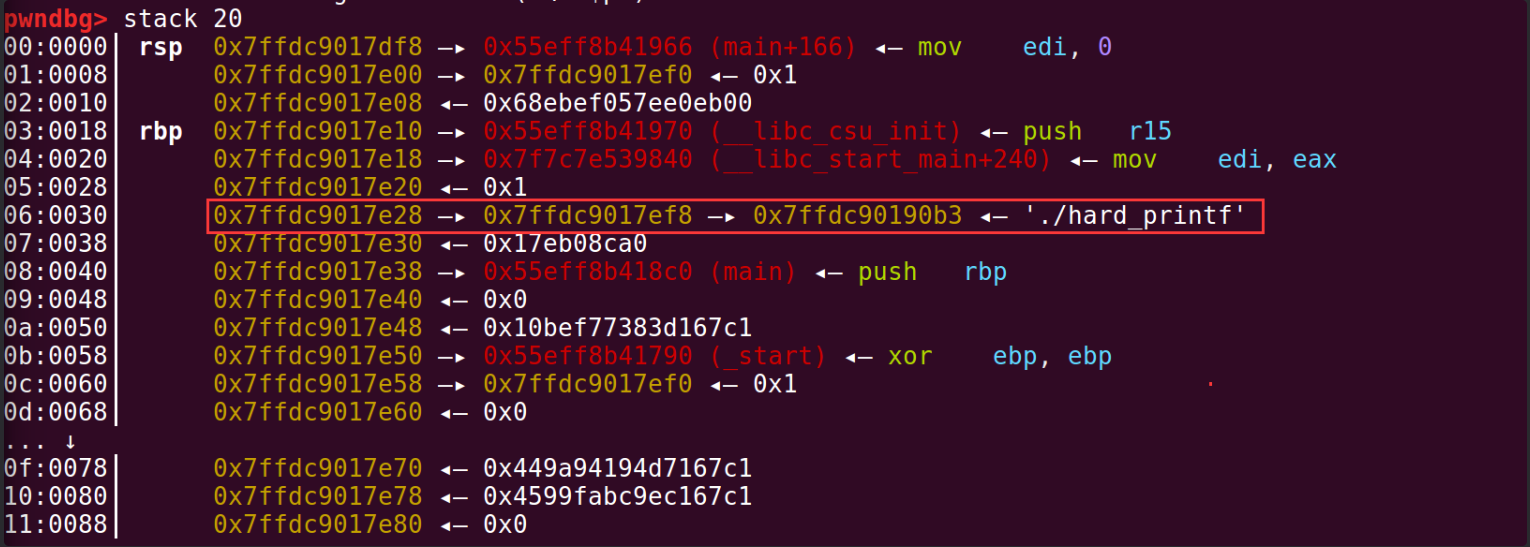 pwndbg> stack 20
00:0000│ rsp  0x7ffdc9017df8 —▸ 0x55eff8b41966 (main+166) ◂— mov    edi, 0
01:0008│      0x7ffdc9017e00 —▸ 0x7ffdc9017ef0 ◂— 0x1
02:0010│      0x7ffdc9017e08 ◂— 0x68ebef057ee0eb00
03:0018│ rbp  0x7ffdc9017e10 —▸ 0x55eff8b41970 (__libc_csu_init) ◂— push   r15
04:0020│      0x7ffdc9017e18 —▸ 0x7f7c7e539840 (__libc_start_main+240) ◂— mov    edi, eax
05:0028│      0x7ffdc9017e20 ◂— 0x1
06:0030│      0x7ffdc9017e28 —▸ 0x7ffdc9017ef8 —▸ 0x7ffdc90190b3 ◂— './hard_printf'
07:0038│      0x7ffdc9017e30 ◂— 0x17eb08ca0
08:0040│      0x7ffdc9017e38 —▸ 0x55eff8b418c0 (main) ◂— push   rbp
09:0048│      0x7ffdc9017e40 ◂— 0x0
0a:0050│      0x7ffdc9017e48 ◂— 0x10bef77383d167c1
0b:0058│      0x7ffdc9017e50 —▸ 0x55eff8b41790 (_start) ◂— xor    ebp, ebp
0c:0060│      0x7ffdc9017e58 —▸ 0x7ffdc9017ef0 ◂— 0x1
0d:0068│      0x7ffdc9017e60 ◂— 0x0
... ↓
0f:0078│      0x7ffdc9017e70 ◂— 0x449a94194d7167c1
10:0080│      0x7ffdc9017e78 ◂— 0x4599fabc9ec167c1
11:0088│      0x7ffdc9017e80 ◂— 0x0